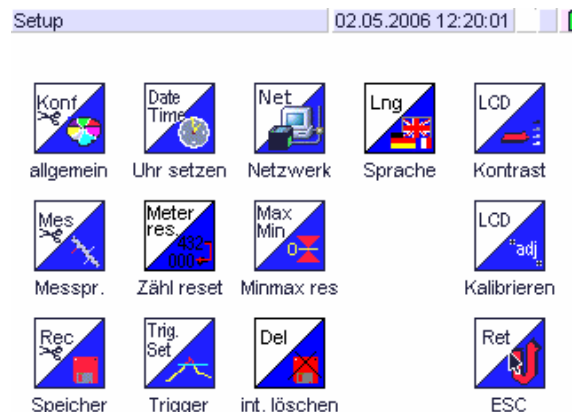 Setup 02.05.2006 12:20:01
Konf
allgemein
Date
Time
Uhr setzen
Net
Netzwerk
Lng
Sprache
LCD
Kontrast
Mes
Messpr.
Meter
res.
432
000
Zähl reset
Max
Min
0
Minmax res
LCD
"adj"
Kalibrieren
Rec
Speicher
Trig.
Set
Trigger
Del
int. löschen
Ret
ESC